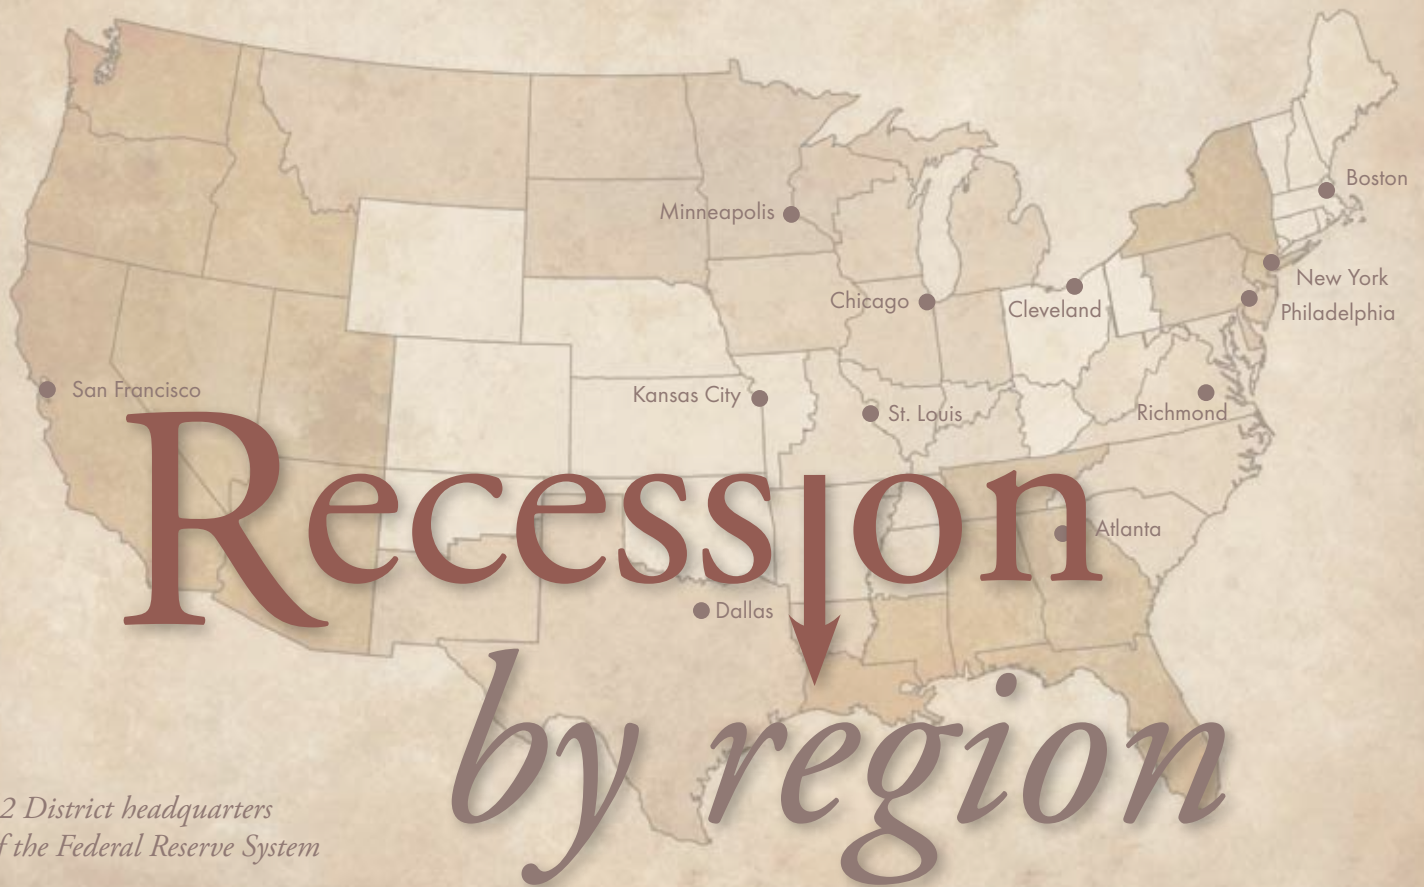 Boston
Minneapolis
New York
Chicago
Cleveland
Philadelphia
San Francisco
Kansas City
St. Louis
Richmond
Recession
Atlanta
Dallas
by region
2 District headquarters
f the Federal Reserve System